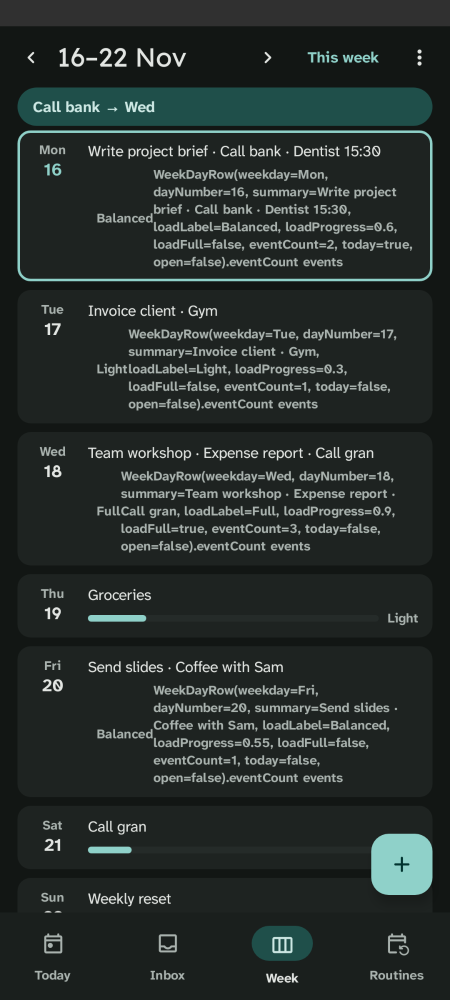 16–22 Nov
This week
Call bank → Wed
Mon
16
Write project brief · Call bank · Dentist 15:30
Balanced
WeekDayRow(weekday=Mon,
dayNumber=16, summary=Write project
brief · Call bank · Dentist 15:30,
loadLabel=Balanced, loadProgress=0.6,
loadFull=false, eventCount=2, today=true,
open=false).eventCount events
Tue
17
Invoice client · Gym
Light
WeekDayRow(weekday=Tue, dayNumber=17,
summary=Invoice client · Gym,
loadLabel=Light, loadProgress=0.3,
loadFull=false, eventCount=1, today=false,
open=false).eventCount events
Wed
18
Team workshop · Expense report · Call gran
Full
WeekDayRow(weekday=Wed, dayNumber=18,
summary=Team workshop · Expense report ·
Call gran, loadLabel=Full, loadProgress=0.9,
loadFull=true, eventCount=3, today=false,
open=false).eventCount events
Thu
19
Groceries
Light
Fri
20
Send slides · Coffee with Sam
Balanced
WeekDayRow(weekday=Fri,
dayNumber=20, summary=Send slides ·
Coffee with Sam, loadLabel=Balanced,
loadProgress=0.55, loadFull=false,
eventCount=1, today=false,
open=false).eventCount events
Sat
21
Call gran
Sun
Weekly reset
Today
Inbox
Week
Routines